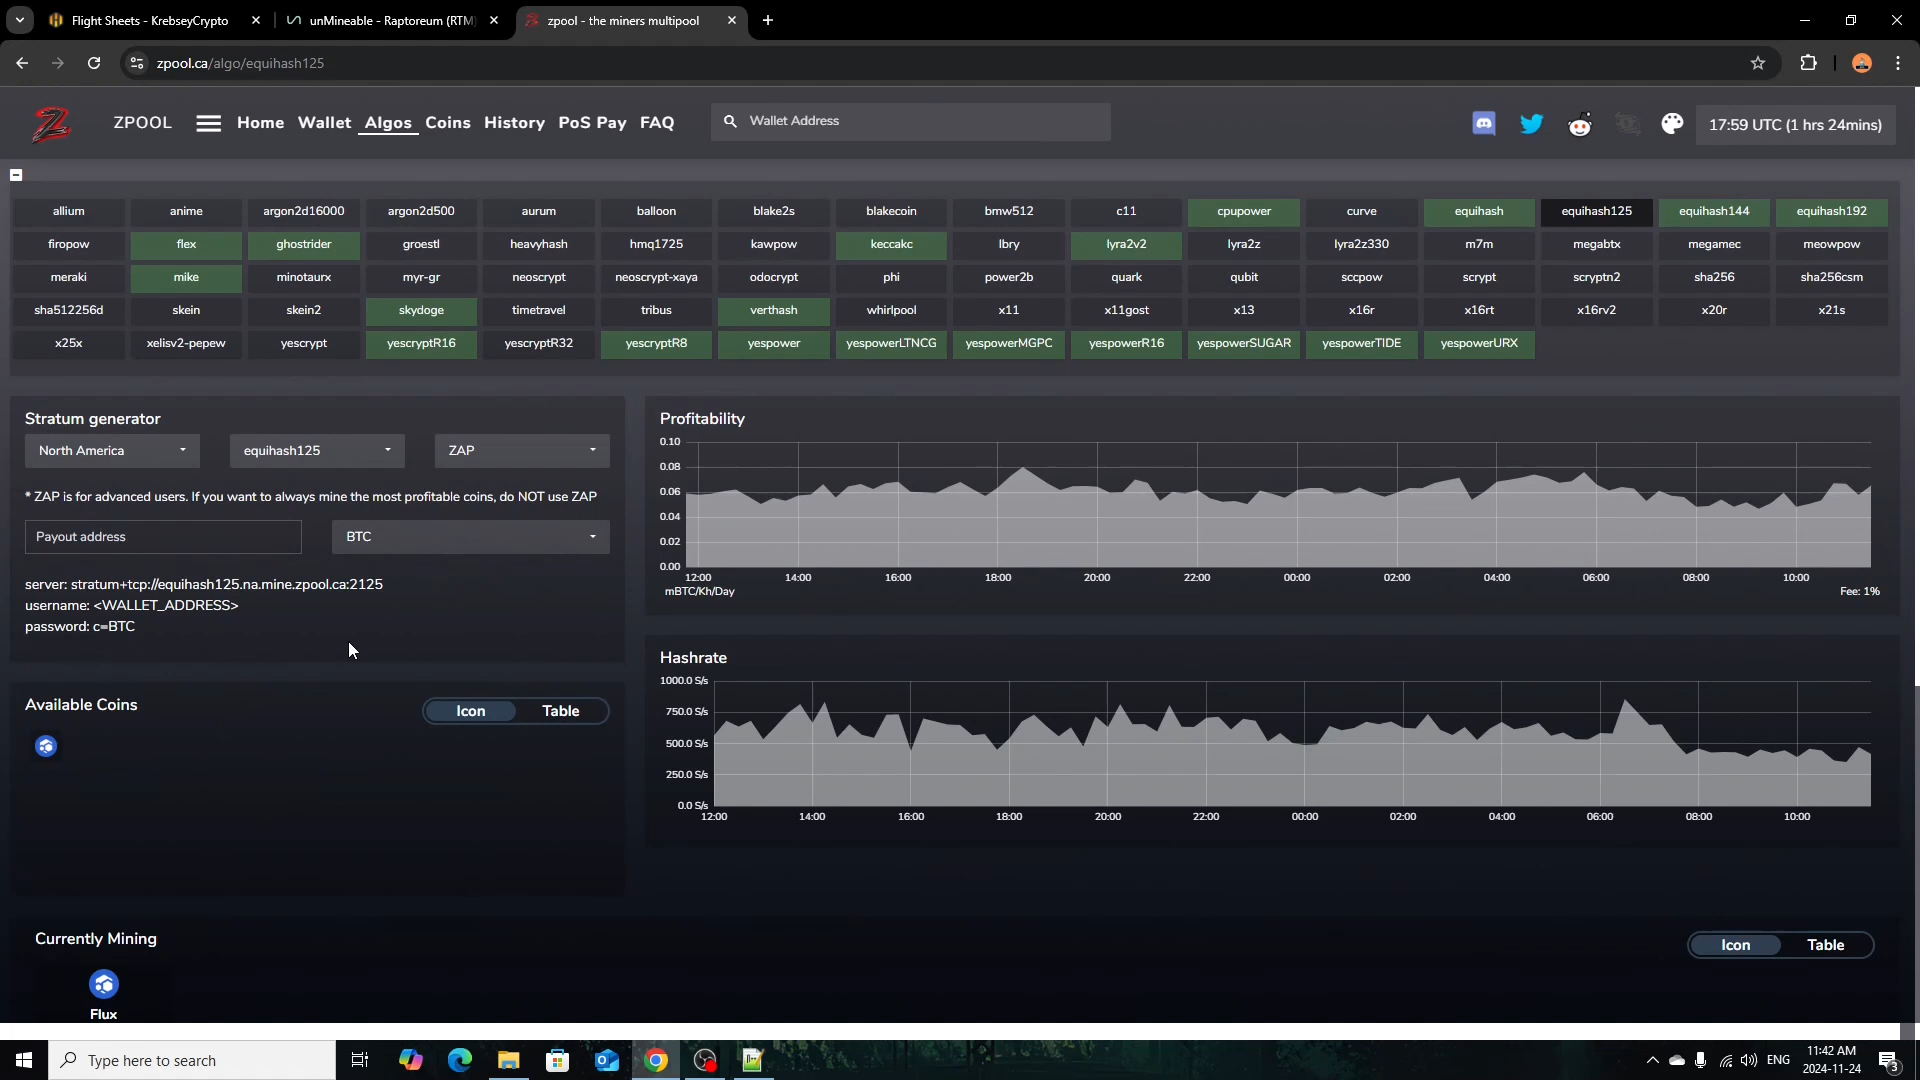 Flight Sheets - KrebseyCrypto
unMineable - Raptoreum (RTM)
zpool - the miners multipool
zpool.ca/algo/equihash125
ZPOOL Home Wallet Algos Coins History PoS Pay FAQ Wallet Address 17:59 UTC (1 hrs 24mins)
allium anime argon2d16000 argon2d500 aurum balloon blake2s blakecoin bmw512 c11 cpupower curve equihash equihash125 equihash144 equihash192
firopow flex ghostrider groestl heavyhash hmq1725 kawpow keccakc lbry lyra2v2 lyra2z lyra2z330 m7m megabtx megamec meowpow
meraki mike minotaurx myr-gr neoscrypt neoscrypt-xaya odocrypt phi power2b quark qubit sccpow scrypt scryptn2 sha256 sha256csm
sha512256d skein skein2 skydoge timetravel tribus verthash whirlpool x11 x11gost x13 x16r x16rt x16rv2 x20r x21s
x25x xelisv2-pepew yescrypt yescryptR16 yescryptR32 yescryptR8 yespower yespowerLTNCG yespowerMGPC yespowerR16 yespowerSUGAR yespowerTIDE yespowerURX
Stratum generator
North America equihash125 ZAP
* ZAP is for advanced users. If you want to always mine the most profitable coins, do NOT use ZAP
Payout address BTC
server: stratum+tcp://equihash125.na.mine.zpool.ca:2125
username: <WALLET_ADDRESS>
password: c=BTC
Profitability
0.10
0.08
0.06
0.04
0.02
0.00
12:00 14:00 16:00 18:00 20:00 22:00 00:00 02:00 04:00 06:00 08:00 10:00
mBTC/Kh/Day Fee: 1%
Hashrate
1000.0 S/s
750.0 S/s
500.0 S/s
250.0 S/s
0.0 S/s
12:00 14:00 16:00 18:00 20:00 22:00 00:00 02:00 04:00 06:00 08:00 10:00
Available Coins Icon Table
Currently Mining Icon Table
Flux
Type here to search
ENG
11:42 AM
2024-11-24
3